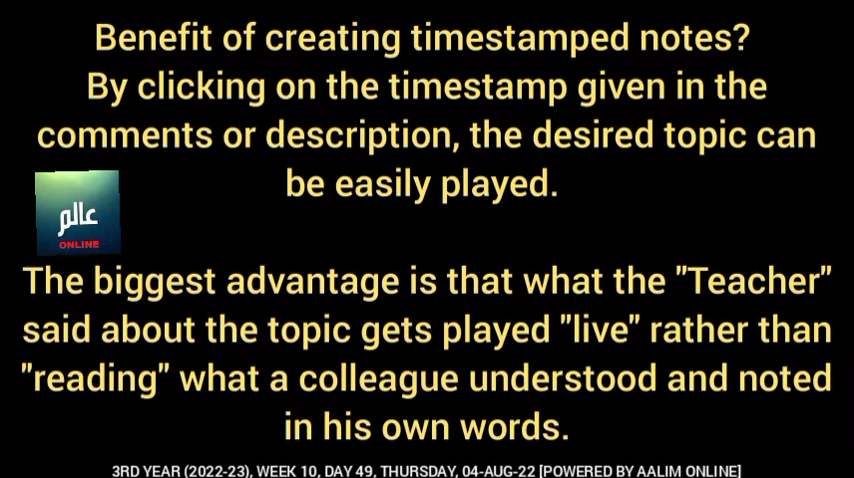 Benefit of creating timestamped notes?
By clicking on the timestamp given in the
comments or description, the desired topic can
be easily played.
عالم
ONLINE
The biggest advantage is that what the "Teacher"
said about the topic gets played "live" rather than
"reading" what a colleague understood and noted
in his own words.
3RD YEAR (2022-23), WEEK 10, DAY 49, THURSDAY, 04-AUG-22 [POWERED BY AALIM ONLINE]